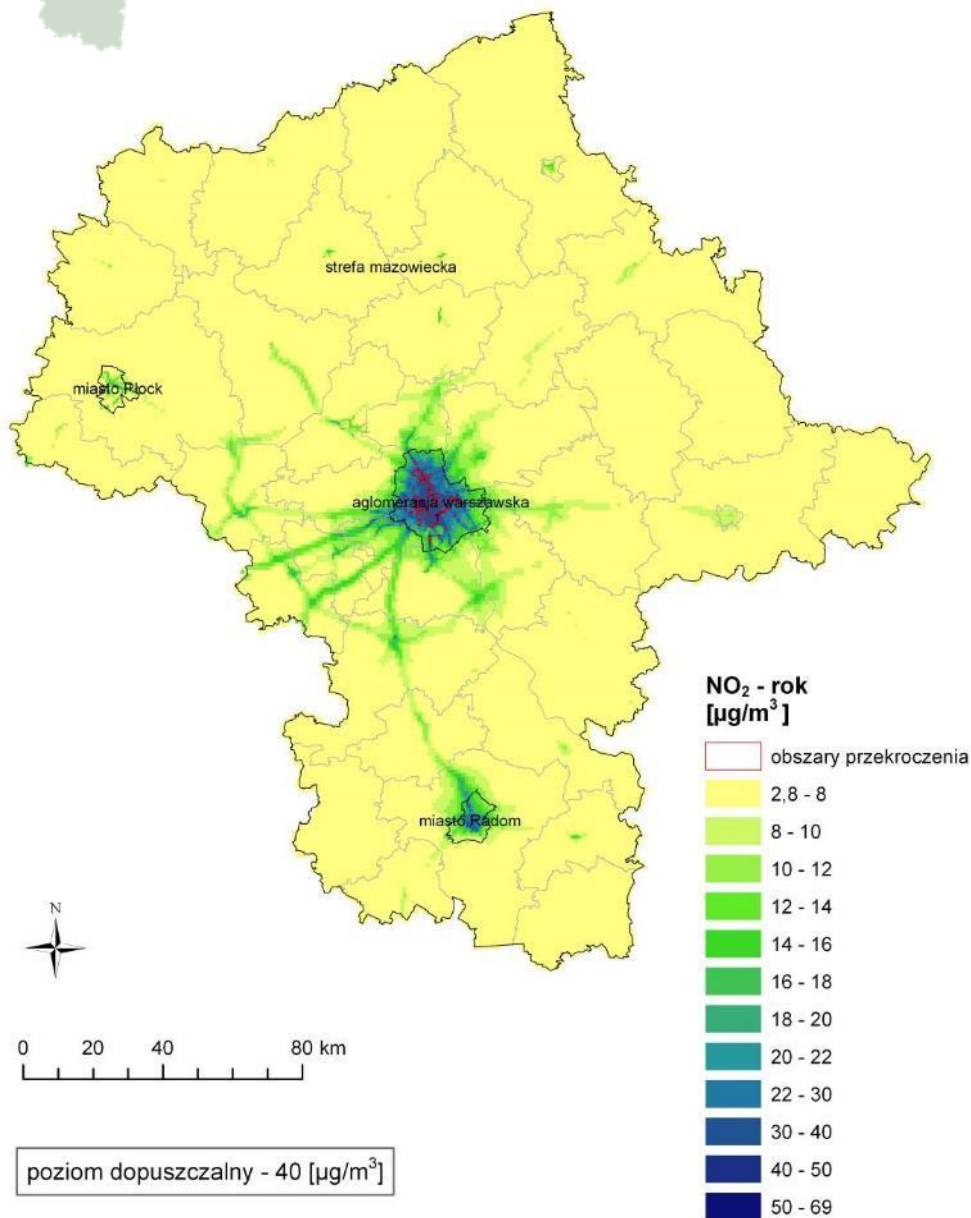 strefa mazowiecka
miasto Płock
aglomeracja warszawska
miasto Radom
NO₂ - rok
[µg/m³ ]
obszary przekroczenia
2,8 - 8
8 - 10
10 - 12
12 - 14
14 - 16
16 - 18
18 - 20
20 - 22
22 - 30
30 - 40
40 - 50
50 - 69
N
0 20 40 80 km
poziom dopuszczalny - 40 [µg/m³]